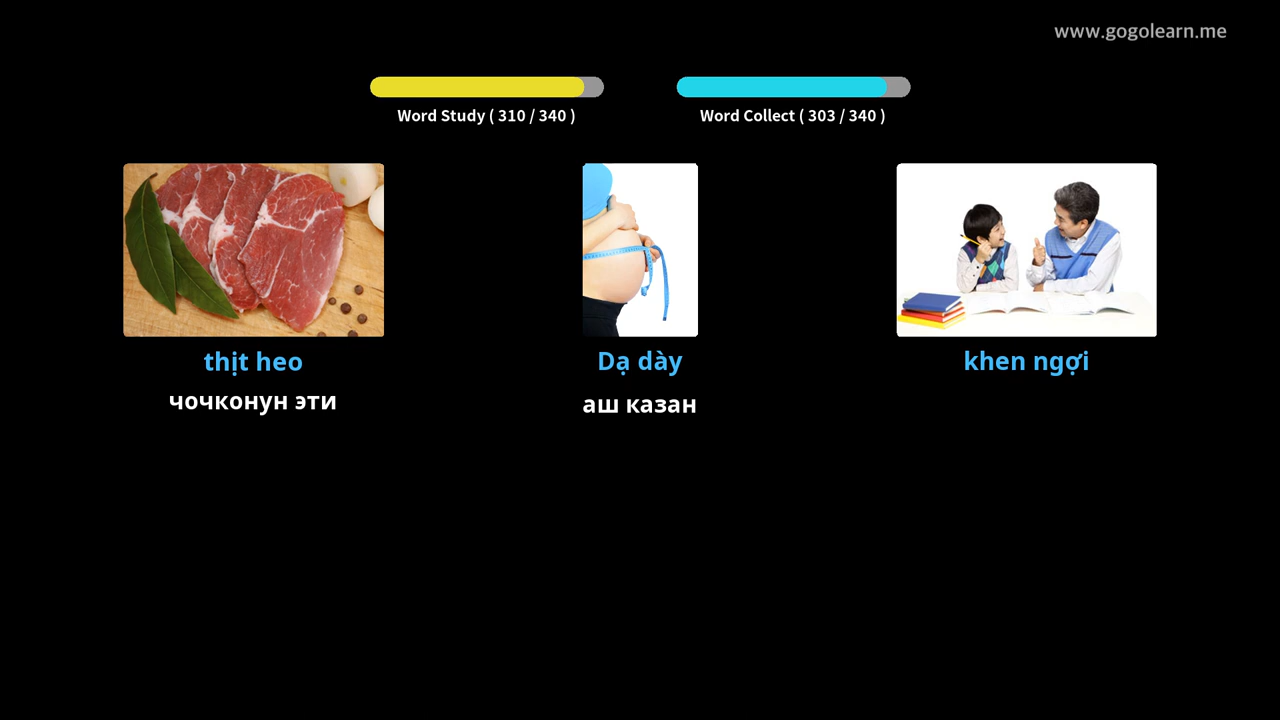 www.gogolearn.me
Word Study ( 310 / 340 )
Word Collect ( 303 / 340 )
thịt heo
Dạ dày
khen ngợi
чочконун эти
аш казан